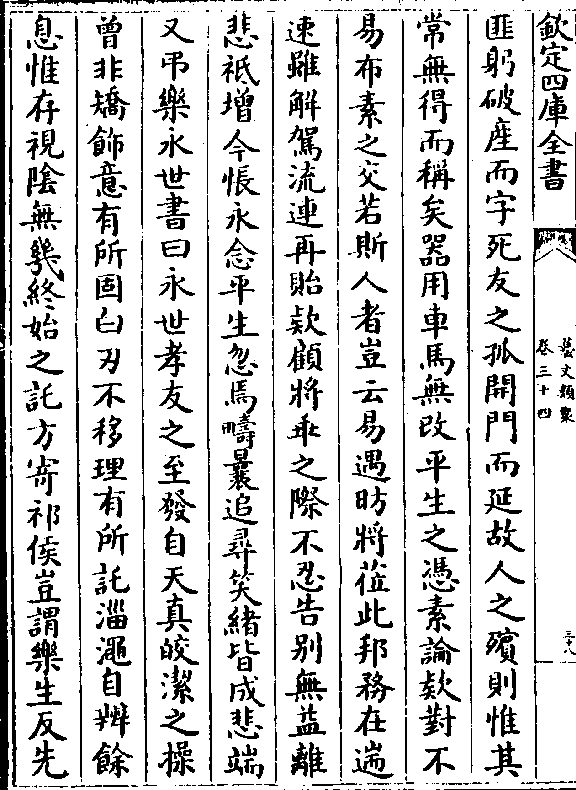 欽定四庫全書
藝文類聚
卷三十四
三十八
匪躬破産而字死友之孤開門而延故人之殯則惟其
常無得而稱矣器用車馬無改平生之憑素論欵對不
易布素之交若斯人者豈云易遇昉將莅此邦務在遄
速雖解駕流連再貽欵顧將乖之際不忍告别無益離
悲祗增今悵永念平生忽焉疇曩追尋笑緒皆成悲端
又弔樂永世書曰永世孝友之至發自天真皎潔之操
曾非矯飾意有所固白刃不移理有所託淄澠自辨餘
息惟存視陰無㡬終始之託方寄祁侯豈謂樂生反先